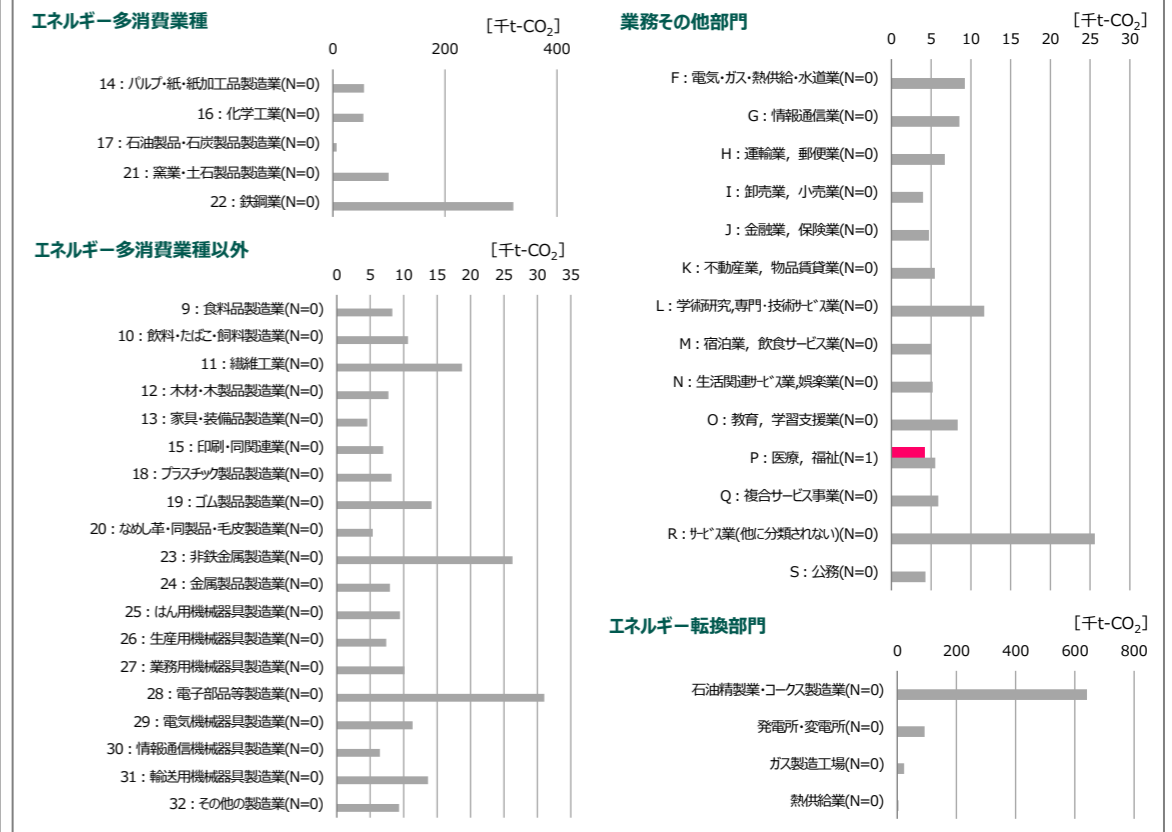 エネルギー多消費業種
[千t-CO₂]
0 200 400
14：パルプ・紙・紙加工品製造業(N=0)
16：化学工業(N=0)
17：石油製品・石炭製品製造業(N=0)
21：窯業・土石製品製造業(N=0)
22：鉄鋼業(N=0)
エネルギー多消費業種以外
[千t-CO₂]
0 5 10 15 20 25 30 35
9：食料品製造業(N=0)
10：飲料・たばこ・飼料製造業(N=0)
11：繊維工業(N=0)
12：木材・木製品製造業(N=0)
13：家具・装備品製造業(N=0)
15：印刷・同関連業(N=0)
18：プラスチック製品製造業(N=0)
19：ゴム製品製造業(N=0)
20：なめし革・同製品・毛皮製造業(N=0)
23：非鉄金属製造業(N=0)
24：金属製品製造業(N=0)
25：はん用機械器具製造業(N=0)
26：生産用機械器具製造業(N=0)
27：業務用機械器具製造業(N=0)
28：電子部品等製造業(N=0)
29：電気機械器具製造業(N=0)
30：情報通信機械器具製造業(N=0)
31：輸送用機械器具製造業(N=0)
32：その他の製造業(N=0)
業務その他部門
[千t-CO₂]
0 5 10 15 20 25 30
F：電気・ガス・熱供給・水道業(N=0)
G：情報通信業(N=0)
H：運輸業，郵便業(N=0)
I：卸売業，小売業(N=0)
J：金融業，保険業(N=0)
K：不動産業，物品賃貸業(N=0)
L：学術研究,専門・技術ｻｰﾋﾞｽ業(N=0)
M：宿泊業，飲食サービス業(N=0)
N：生活関連ｻｰﾋﾞｽ業,娯楽業(N=0)
O：教育，学習支援業(N=0)
P：医療，福祉(N=1)
Q：複合サービス事業(N=0)
R：ｻｰﾋﾞｽ業(他に分類されない)(N=0)
S：公務(N=0)
エネルギー転換部門
[千t-CO₂]
0 200 400 600 800
石油精製業・コークス製造業(N=0)
発電所・変電所(N=0)
ガス製造工場(N=0)
熱供給業(N=0)